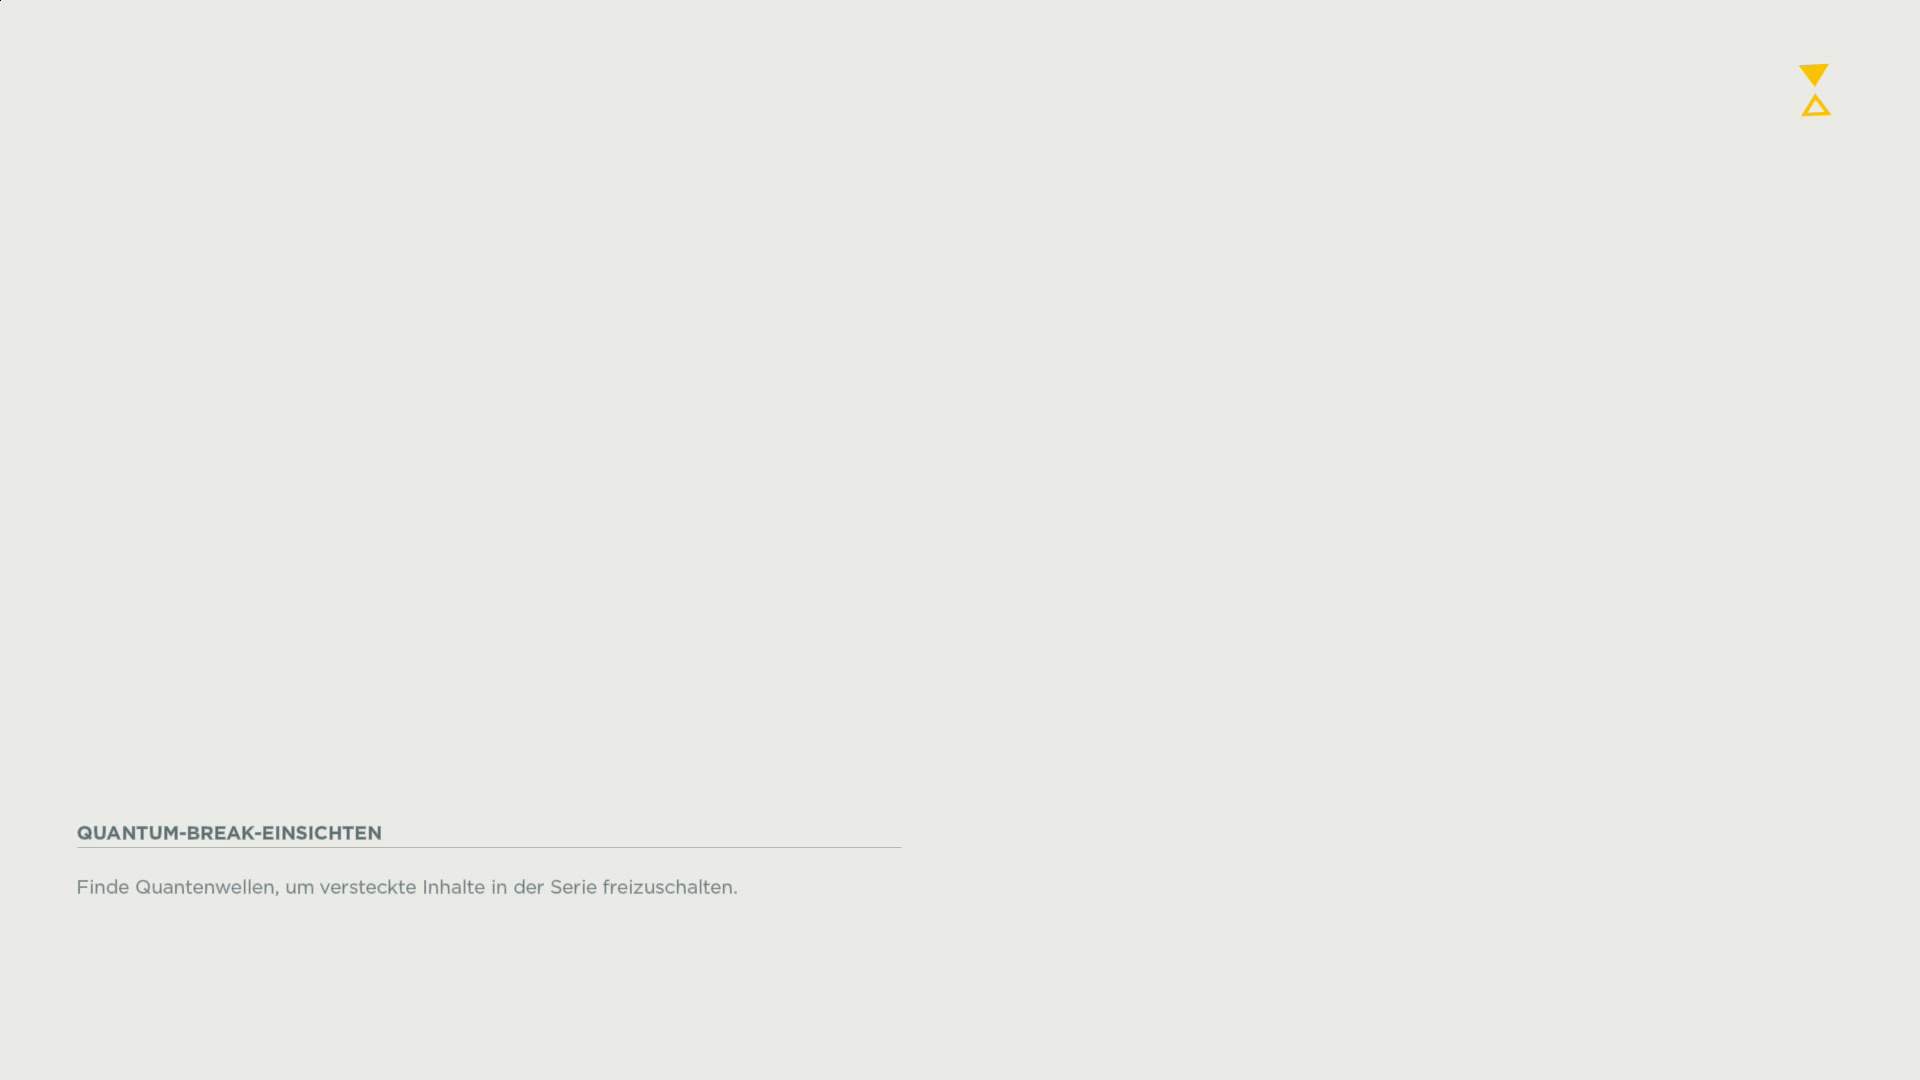 QUANTUM-BREAK-EINSICHTEN
Finde Quantenwellen, um versteckte Inhalte in der Serie freizuschalten.